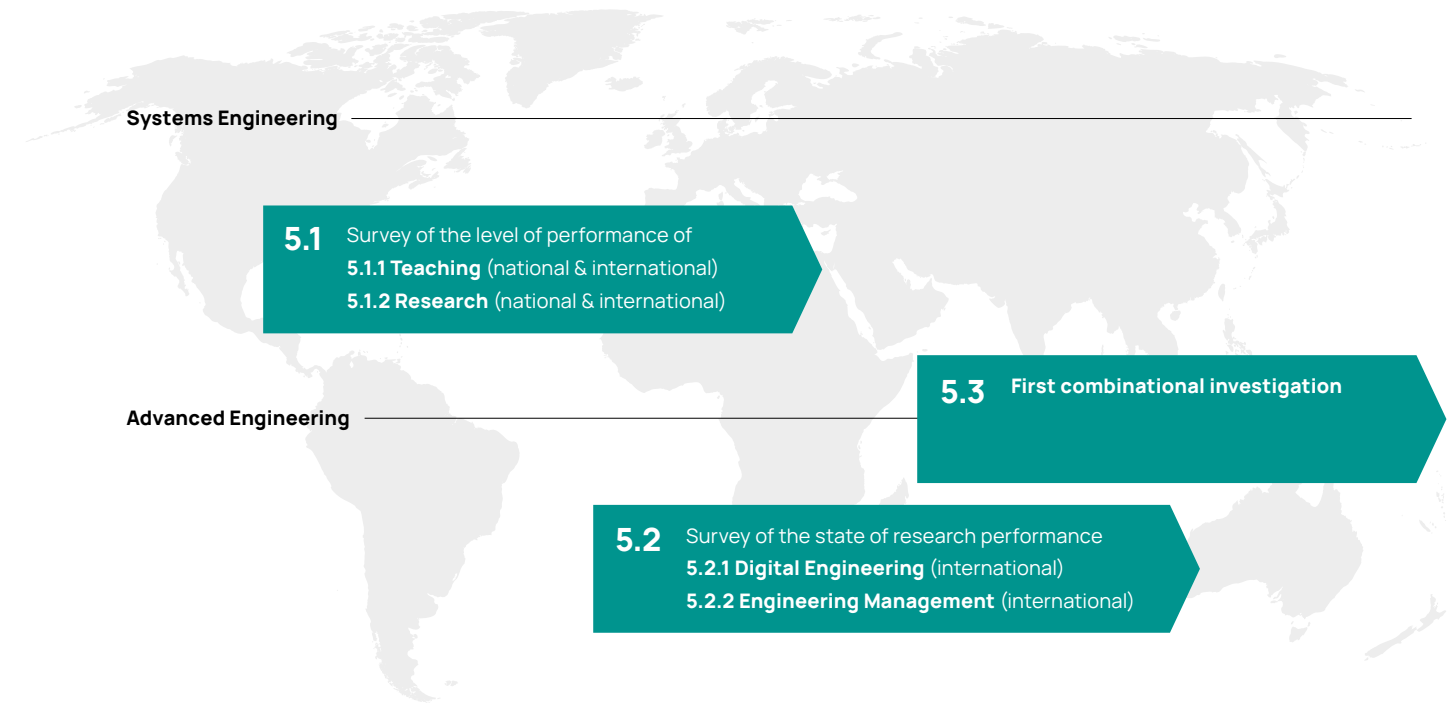 Systems Engineering
5.1 Survey of the level of performance of
5.1.1 Teaching (national & international)
5.1.2 Research (national & international)
5.3 First combinational investigation
Advanced Engineering
5.2 Survey of the state of research performance
5.2.1 Digital Engineering (international)
5.2.2 Engineering Management (international)